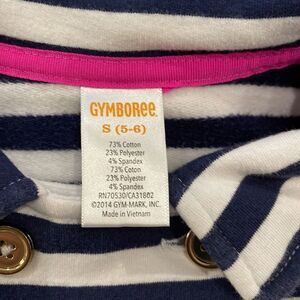 GYMBOREE
S (5-6)
73% Cotton
23% Polyester
4% Spandex
73% Coton
23% Polyester
4% Spandex
RN70530/CA31802
©2014 GYM-MARK, INC.
Made in Vietnam